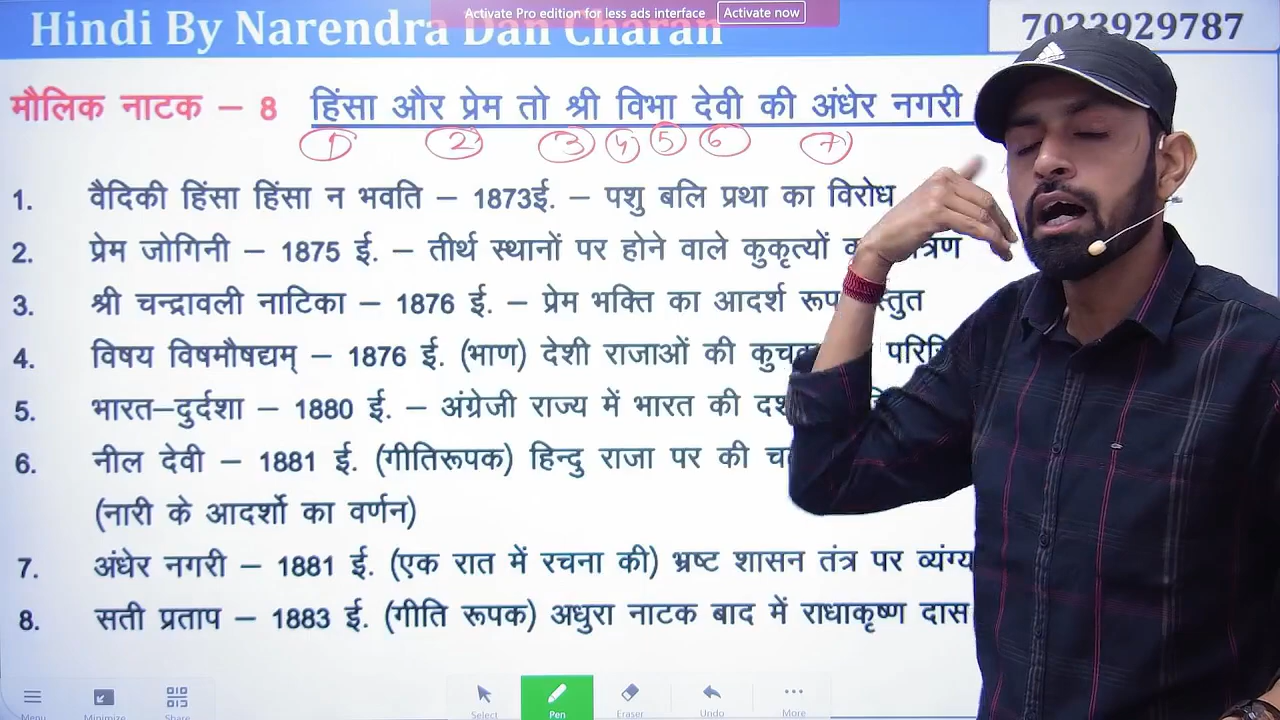 Activate Pro edition for less ads interface Activate now
Hindi By Narendra Dan Charan
7023929787
मौलिक नाटक – 8 हिंसा और प्रेम तो श्री विभा देवी की अंधेर नगरी
1 2 3 4 5 6 7
1. वैदिकी हिंसा हिंसा न भवति – 1873ई. – पशु बलि प्रथा का विरोध
2. प्रेम जोगिनी – 1875 ई. – तीर्थ स्थानों पर होने वाले कुकृत्यों
3. श्री चन्द्रावली नाटिका – 1876 ई. – प्रेम भक्ति का आदर्श रूप
4. विषय विषमौषद्यम् – 1876 ई. (भाण) देशी राजाओं की
5. भारत–दुर्दशा – 1880 ई. – अंग्रेजी राज्य में भारत की
6. नील देवी – 1881 ई. (गीतिरूपक) हिन्दु राजा पर की
(नारी के आदर्शो का वर्णन)
7. अंधेर नगरी – 1881 ई. (एक रात में रचना की) भ्रष्ट शासन तंत्र पर व्यंग्य
8. सती प्रताप – 1883 ई. (गीति रूपक) अधुरा नाटक बाद में राधाकृष्ण दास
Menu Minimize Share Select Pen Eraser Undo More